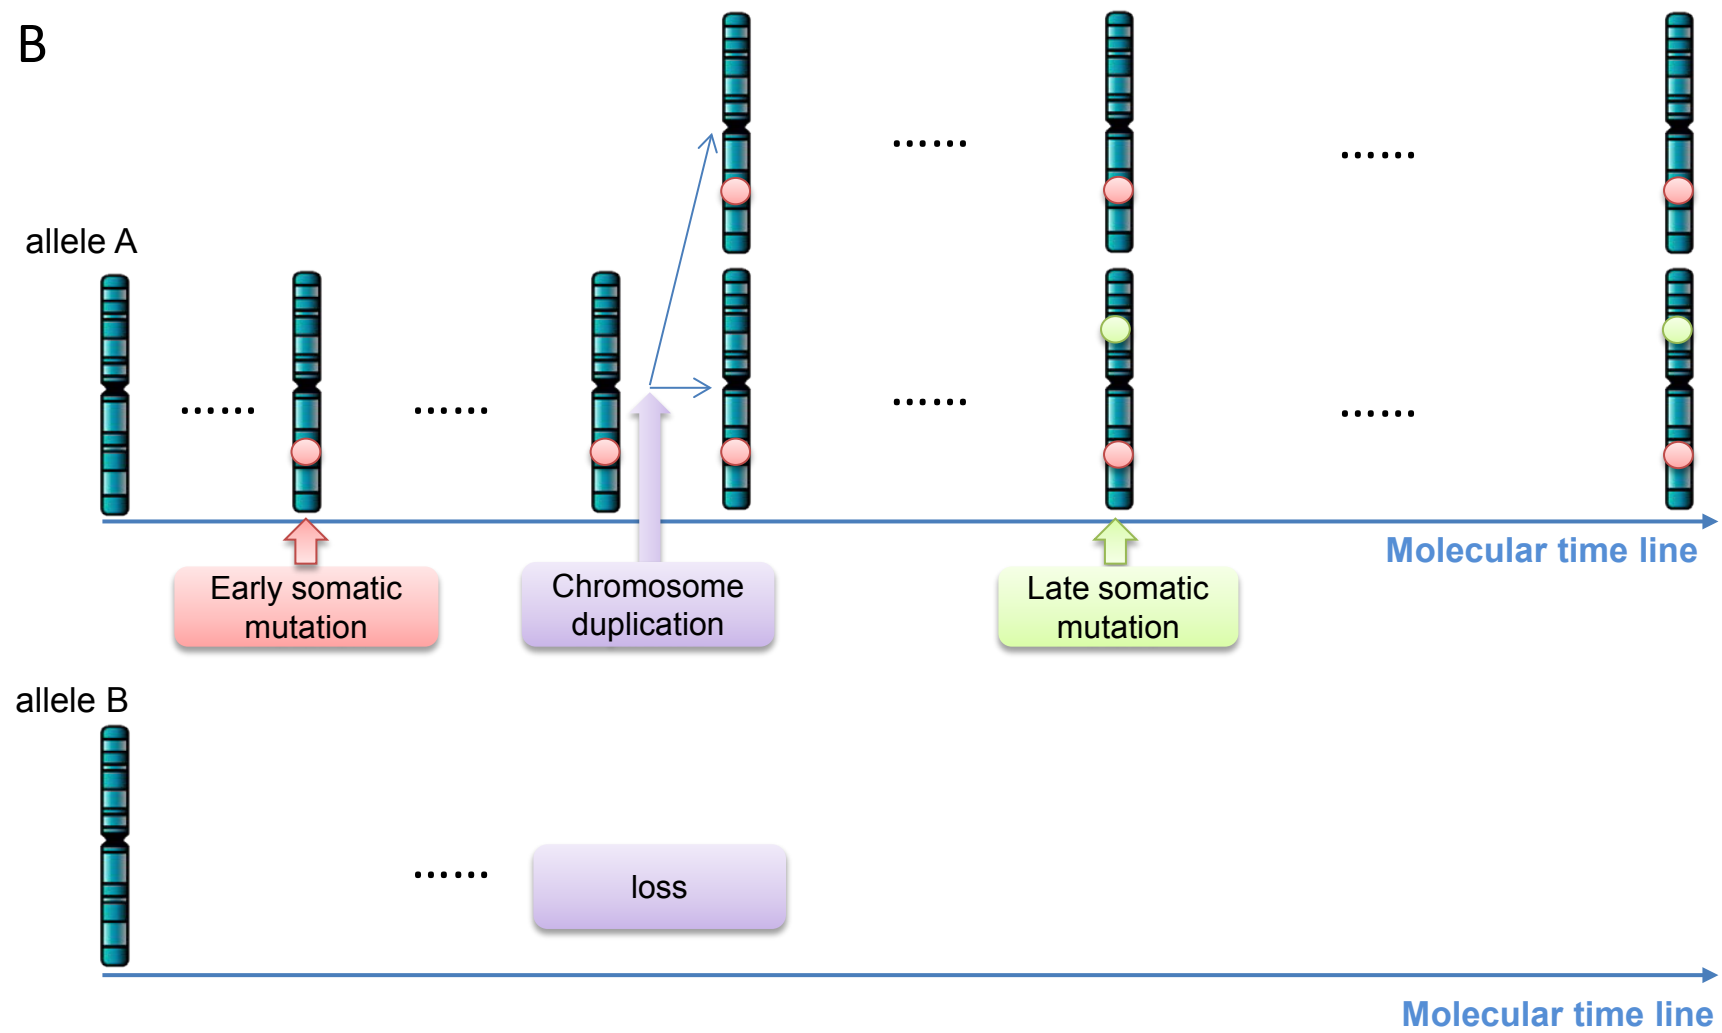 B
allele A
Molecular time line
Early somatic
mutation
Chromosome
duplication
Late somatic
mutation
allele B
loss
Molecular time line